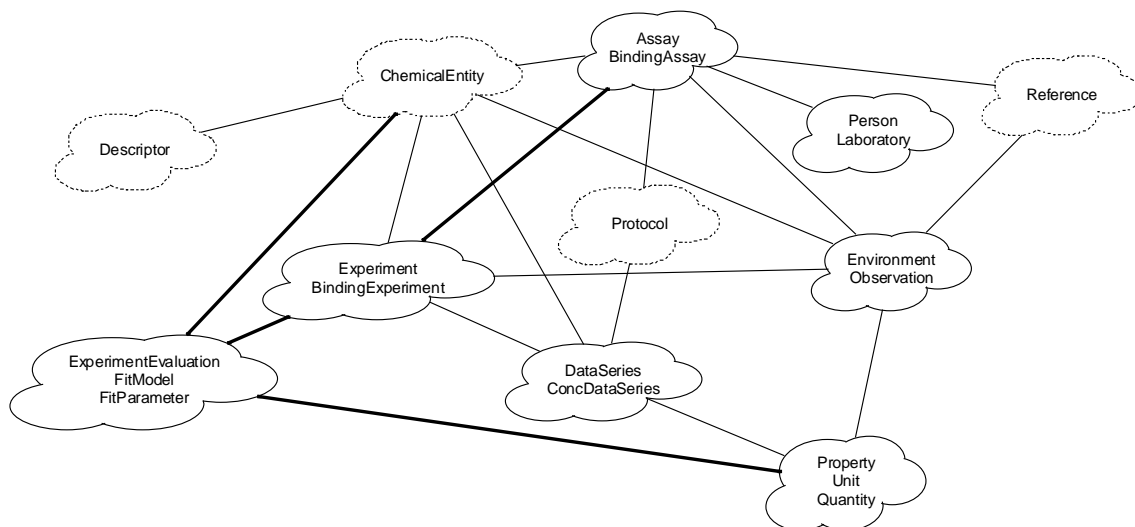 Assay
BindingAssay
ChemicalEntity
Reference
Person
Laboratory
Descriptor
Protocol
Environment
Observation
Experiment
BindingExperiment
ExperimentEvaluation
FitModel
FitParameter
DataSeries
ConcDataSeries
Property
Unit
Quantity